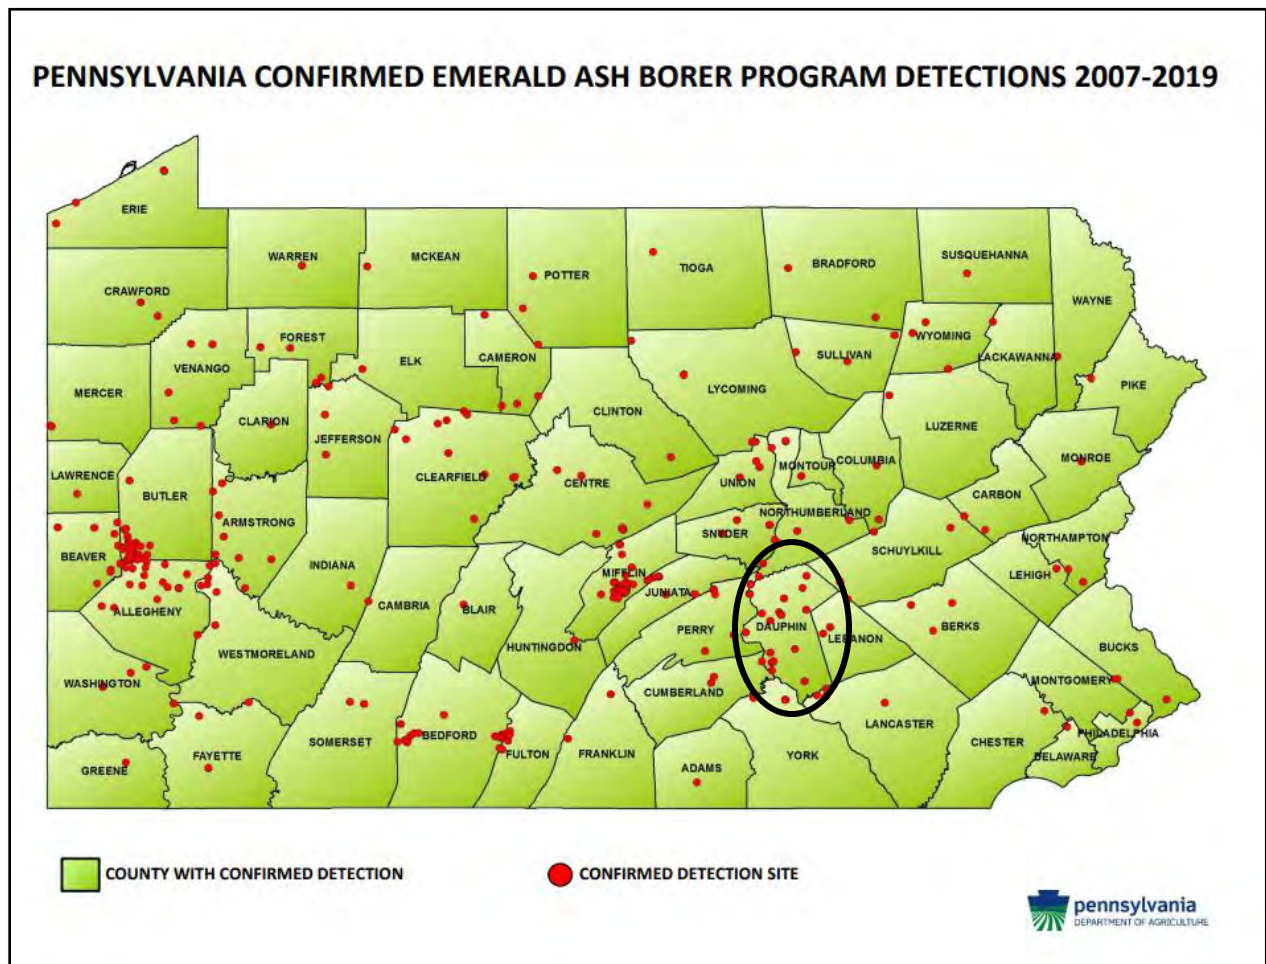 PENNSYLVANIA CONFIRMED EMERALD ASH BORER PROGRAM DETECTIONS 2007-2019
ERIE
WARREN
MCKEAN
POTTER
TIOGA
BRADFORD
SUSQUEHANNA
WAYNE
CRAWFORD
FOREST
ELK
CAMERON
SULLIVAN
WYOMING
LACKAWANNA
PIKE
VENANGO
MERCER
LYCOMING
CLINTON
CLARION
JEFFERSON
LUZERNE
MONROE
LAWRENCE
BUTLER
CLEARFIELD
CENTRE
UNION
MONTOUR
COLUMBIA
CARBON
ARMSTRONG
NORTHUMBERLAND
SNYDER
SCHUYLKILL
NORTHAMPTON
BEAVER
INDIANA
MIFFLIN
JUNIATA
LEHIGH
ALLEGHENY
CAMBRIA
BLAIR
PERRY
DAUPHIN
LEBANON
BERKS
HUNTINGDON
BUCKS
WESTMORELAND
WASHINGTON
CUMBERLAND
MONTGOMERY
LANCASTER
PHILADELPHIA
SOMERSET
BEDFORD
FULTON
FRANKLIN
YORK
CHESTER
DELAWARE
FAYETTE
GREENE
ADAMS
COUNTY WITH CONFIRMED DETECTION
CONFIRMED DETECTION SITE
pennsylvania
DEPARTMENT OF AGRICULTURE